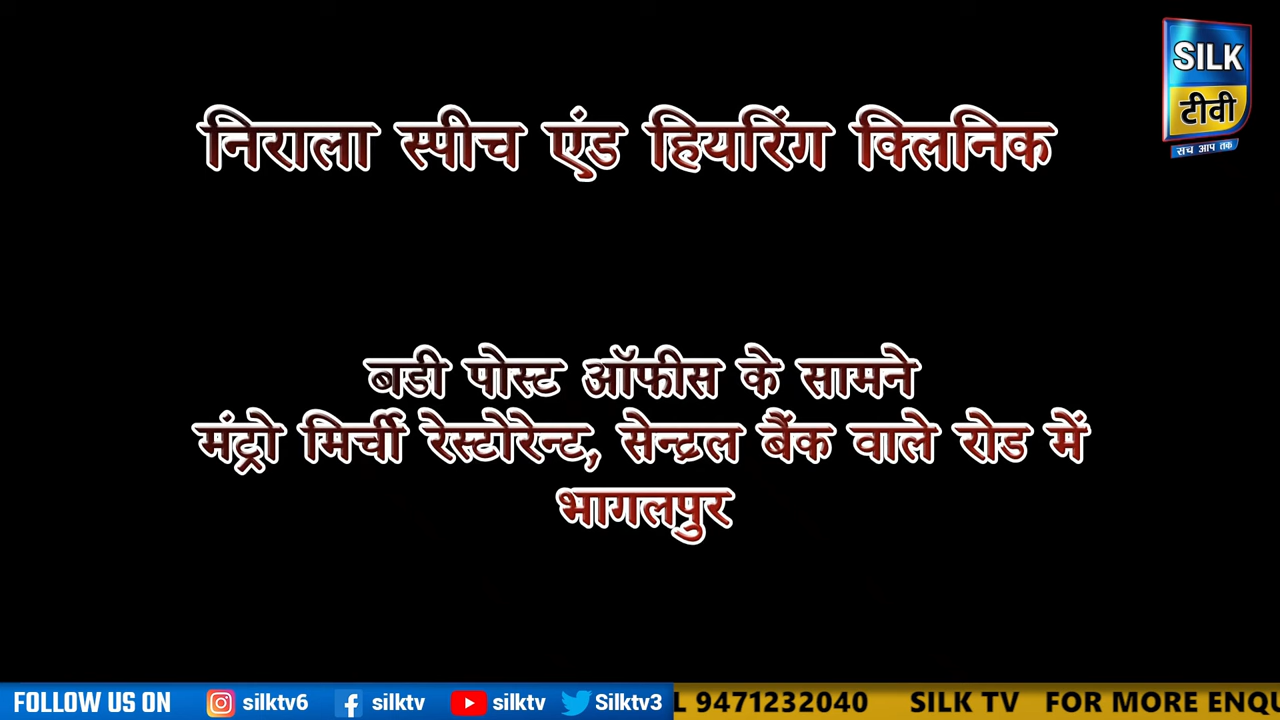 निराला स्पीच एंड हियरिंग क्लिनिक
SILK
टीवी
सच आप तक
बडी पोस्ट ऑफीस के सामने
मंट्रो मिर्ची रेस्टोरेन्ट, सेन्ट्रल बैंक वाले रोड में
भागलपुर
FOLLOW US ON silktv6 silktv silktv Silktv3 L 9471232040 SILK TV FOR MORE ENQU